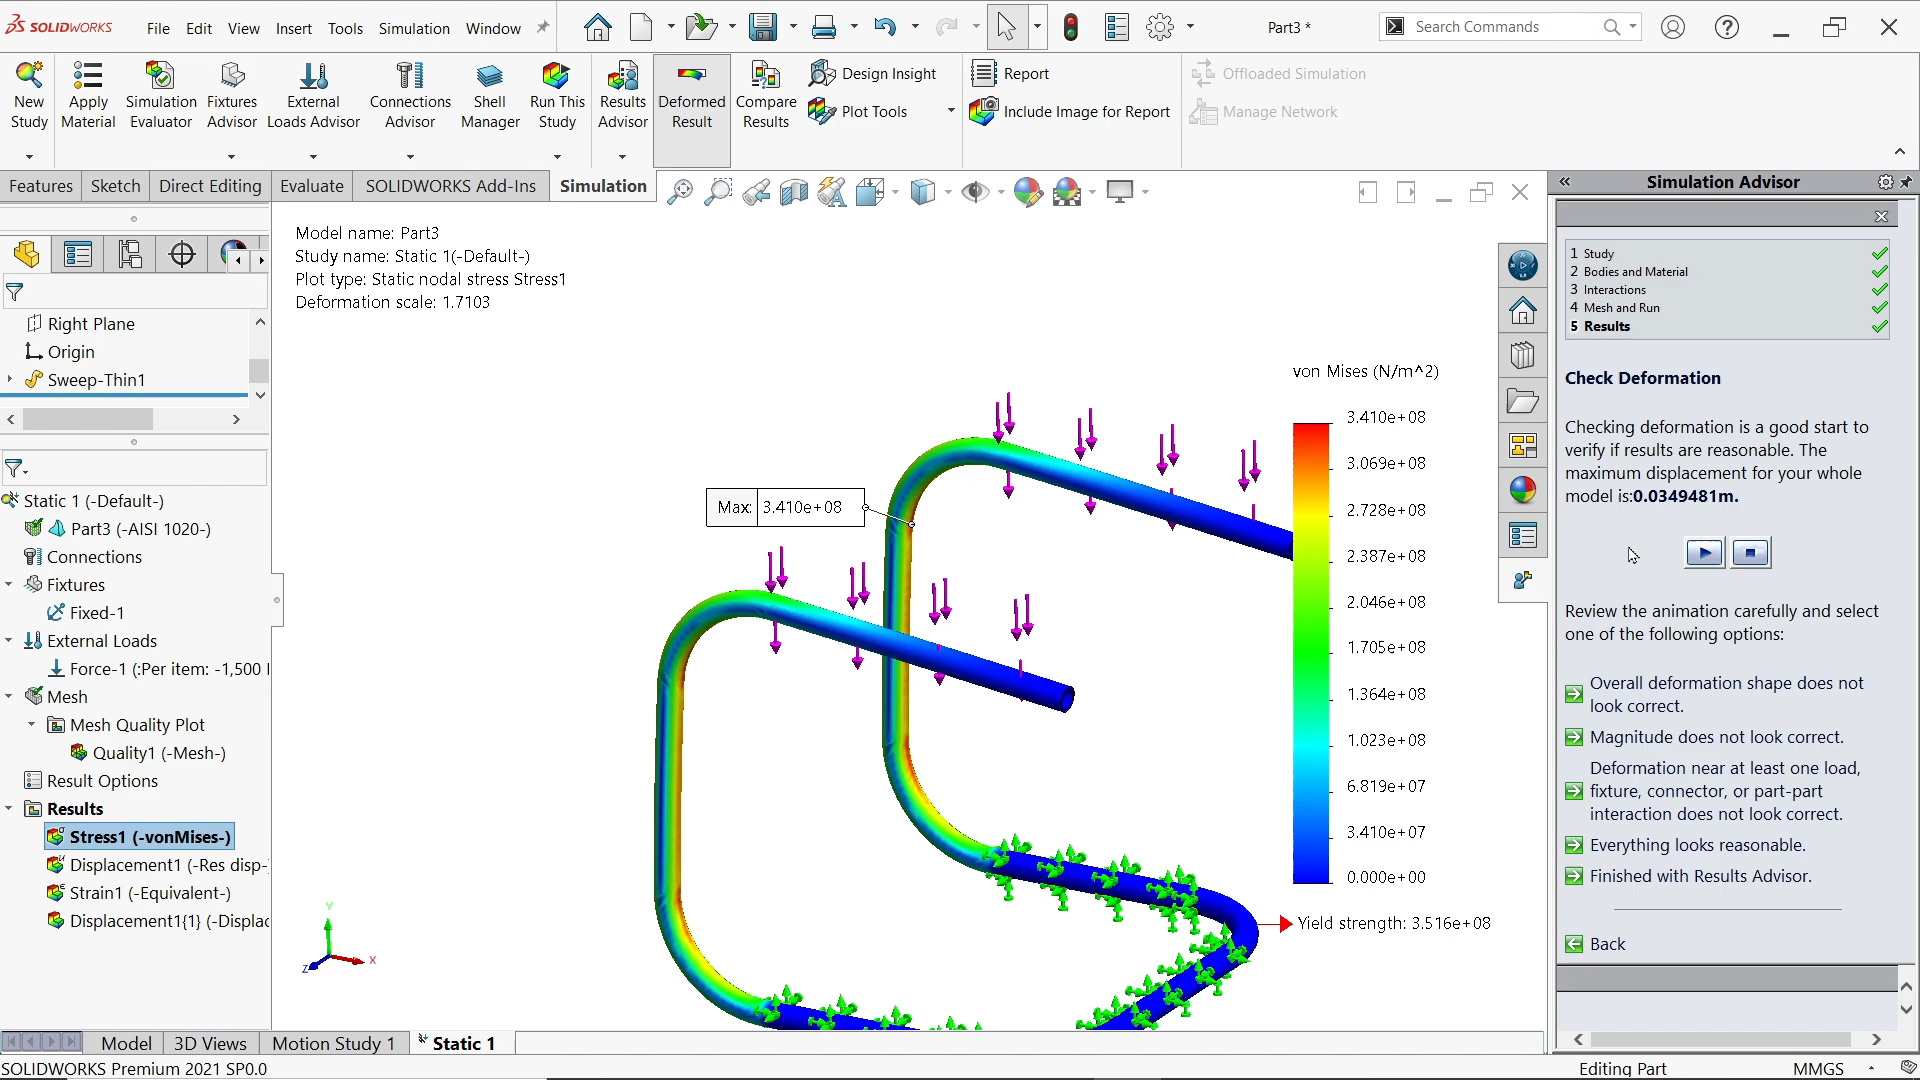 SOLIDWORKS
File Edit View Insert Tools Simulation Window
Part3 *
Search Commands
New Study
Apply Material
Simulation Evaluator
Fixtures Advisor
External Loads Advisor
Connections Advisor
Shell Manager
Run This Study
Results Advisor
Deformed Result
Compare Results
Design Insight
Plot Tools
Report
Include Image for Report
Offloaded Simulation
Manage Network
Features Sketch Direct Editing Evaluate SOLIDWORKS Add-Ins Simulation
Right Plane
Origin
Sweep-Thin1
Static 1 (-Default-)
Part3 (-AISI 1020-)
Connections
Fixtures
Fixed-1
External Loads
Force-1 (:Per item: -1,500
Mesh
Mesh Quality Plot
Quality1 (-Mesh-)
Result Options
Results
Stress1 (-vonMises-)
Displacement1 (-Res disp-
Strain1 (-Equivalent-)
Displacement1{1} (-Displac
Model name: Part3
Study name: Static 1(-Default-)
Plot type: Static nodal stress Stress1
Deformation scale: 1.7103
Max: 3.410e+08
von Mises (N/m^2)
3.410e+08
3.069e+08
2.728e+08
2.387e+08
2.046e+08
1.705e+08
1.364e+08
1.023e+08
6.819e+07
3.410e+07
0.000e+00
Yield strength: 3.516e+08
Y
Z
X
Simulation Advisor
1 Study
2 Bodies and Material
3 Interactions
4 Mesh and Run
5 Results
Check Deformation
Checking deformation is a good start to
verify if results are reasonable. The
maximum displacement for your whole
model is:0.0349481m.
Review the animation carefully and select
one of the following options:
Overall deformation shape does not
look correct.
Magnitude does not look correct.
Deformation near at least one load,
fixture, connector, or part-part
interaction does not look correct.
Everything looks reasonable.
Finished with Results Advisor.
Back
Model 3D Views Motion Study 1 Static 1
SOLIDWORKS Premium 2021 SP0.0
Editing Part
MMGS